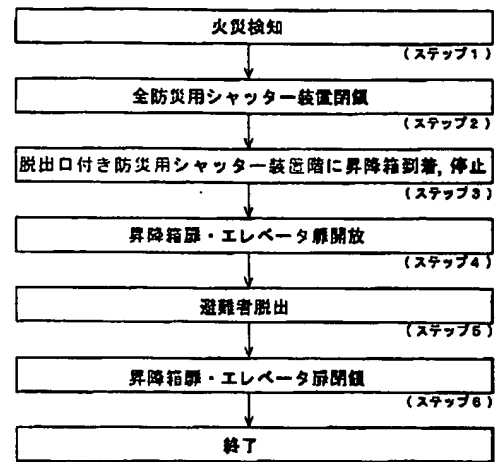 火災検知
(ステップ1)
全防災用シャッター装置閉鎖
(ステップ2)
脱出口付き防災用シャッター装置階に昇降箱到着,停止
(ステップ3)
昇降箱扉・エレベータ扉開放
(ステップ4)
避難者脱出
(ステップ5)
昇降箱扉・エレベータ扉閉鎖
(ステップ6)
終了